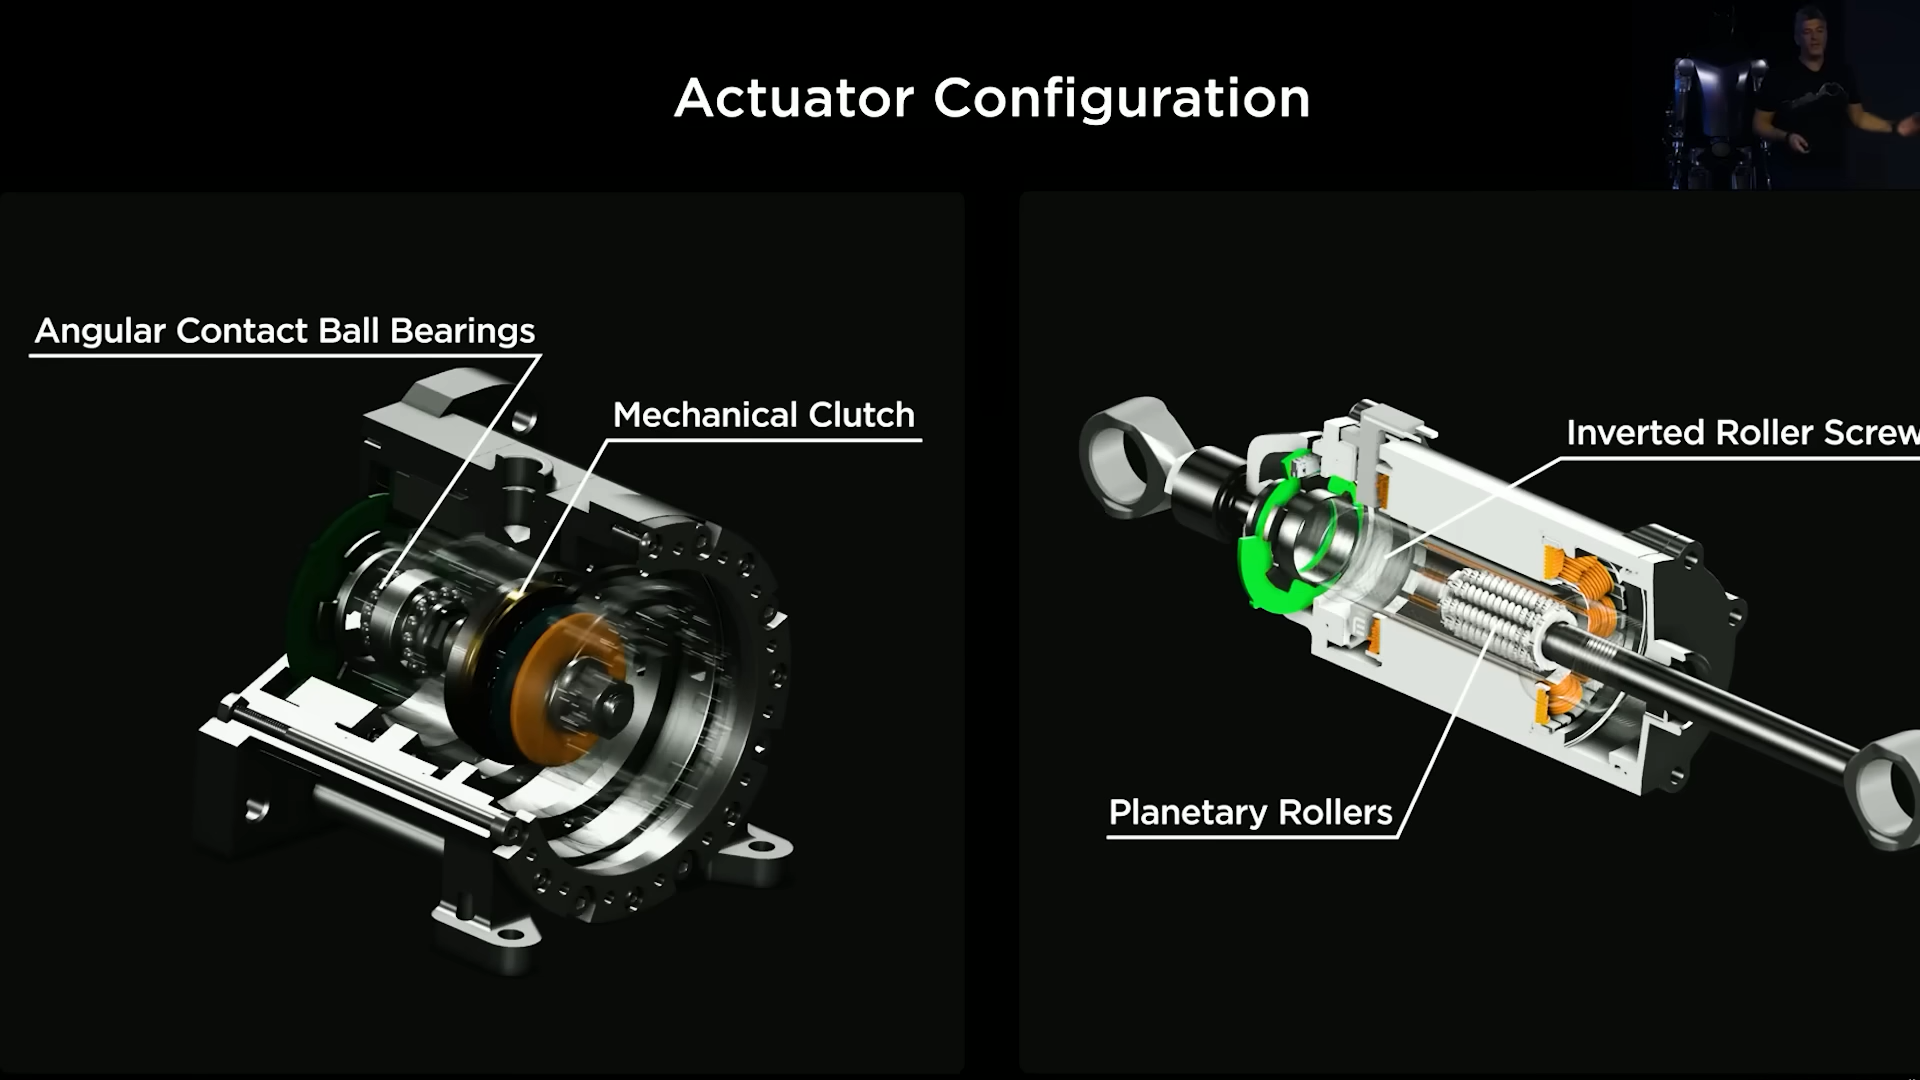 Actuator Configuration
Angular Contact Ball Bearings
Mechanical Clutch
Inverted Roller Screw
Planetary Rollers